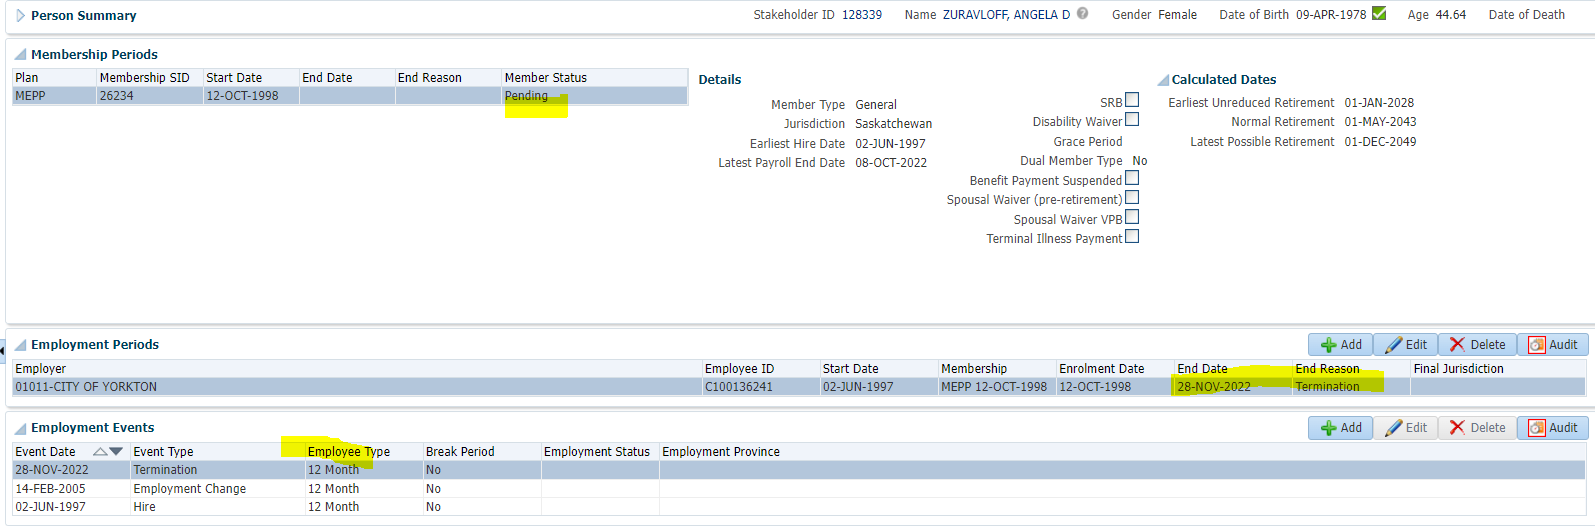 Person Summary Stakeholder ID 128339 Name ZURAVLOFF, ANGELA D Gender Female Date of Birth 09-APR-1978 Age 44.64 Date of Death
Membership Periods
Plan Membership SID Start Date End Date End Reason Member Status
MEPP 26234 12-OCT-1998 Pending
Details
Member Type General
Jurisdiction Saskatchewan
Earliest Hire Date 02-JUN-1997
Latest Payroll End Date 08-OCT-2022
SRB
Disability Waiver
Grace Period
Dual Member Type No
Benefit Payment Suspended
Spousal Waiver (pre-retirement)
Spousal Waiver VPB
Terminal Illness Payment
Calculated Dates
Earliest Unreduced Retirement 01-JAN-2028
Normal Retirement 01-MAY-2043
Latest Possible Retirement 01-DEC-2049
Employment Periods Add Edit Delete Audit
Employer Employee ID Start Date Membership Enrolment Date End Date End Reason Final Jurisdiction
01011-CITY OF YORKTON C100136241 02-JUN-1997 MEPP 12-OCT-1998 12-OCT-1998 28-NOV-2022 Termination
Employment Events Add Edit Delete Audit
Event Date Event Type Employee Type Break Period Employment Status Employment Province
28-NOV-2022 Termination 12 Month No
14-FEB-2005 Employment Change 12 Month No
02-JUN-1997 Hire 12 Month No